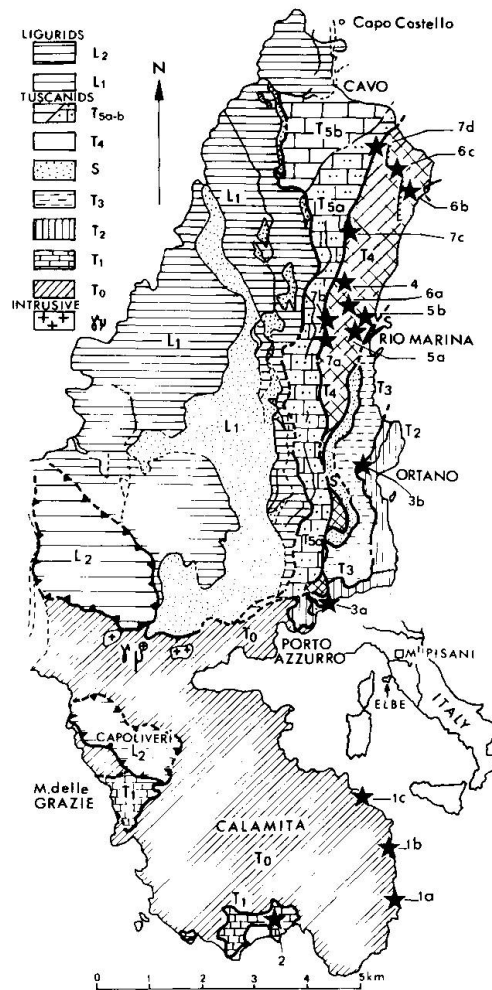 LIGURIDS
L2
L1
TUSCANIDS
T5a-b
T4
S
T3
T2
T1
T0
INTRUSIVE
N
Capo Castello
CAVO
T5b
7d
6c
T5a
6b
L1
7c
T4
4
6a
7b
5b
S
RIO MARINA
L1
7a
5a
T4
T3
L1
T2
S
ORTANO
3b
L2
T5a
T3
3a
T0
PORTO
AZZURRO
M. PISANI
ELBE
ITALY
CAPOLIVERI
L2
M. delle
GRAZIE
T1
1c
CALAMITA
1b
T0
T1
1a
2
0 1 2 3 4 5km